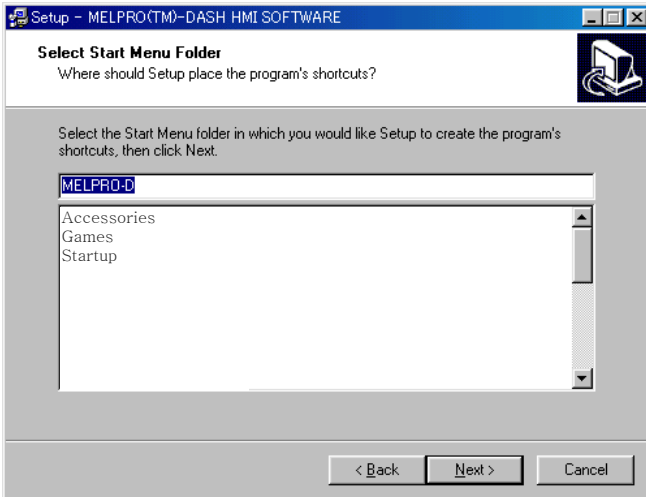 Setup - MELPRO(TM)-DASH HMI SOFTWARE
Select Start Menu Folder
Where should Setup place the program's shortcuts?
Select the Start Menu folder in which you would like Setup to create the program's
shortcuts, then click Next.
MELPRO-D
Accessories
Games
Startup
< Back
Next >
Cancel